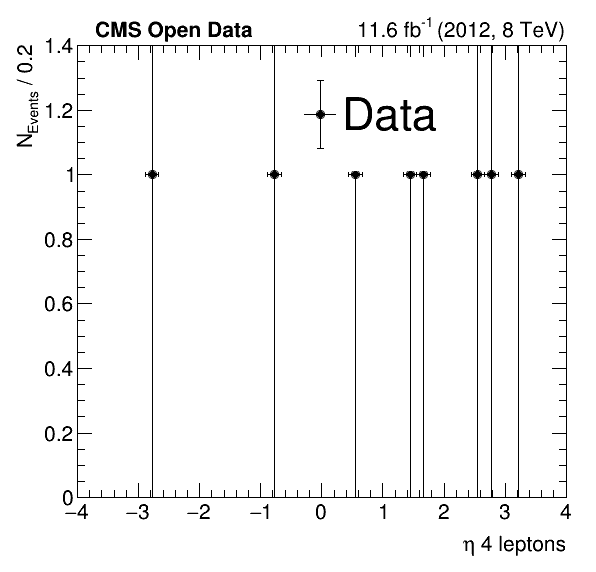 CMS Open Data 11.6 fb⁻¹ (2012, 8 TeV)
N_Events / 0.2
1.4
1.2
1
0.8
0.6
0.4
0.2
0
Data
−4 −3 −2 −1 0 1 2 3 4
η 4 leptons